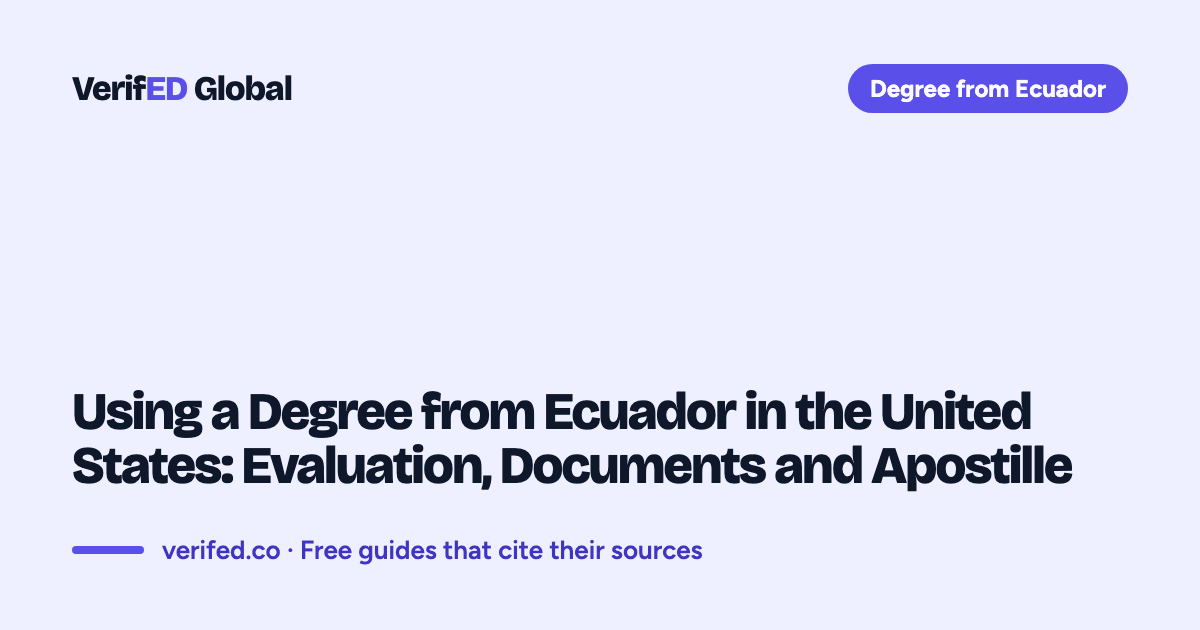 VerifED Global
Degree from Ecuador
Using a Degree from Ecuador in the United
States: Evaluation, Documents and Apostille
verifed.co · Free guides that cite their sources